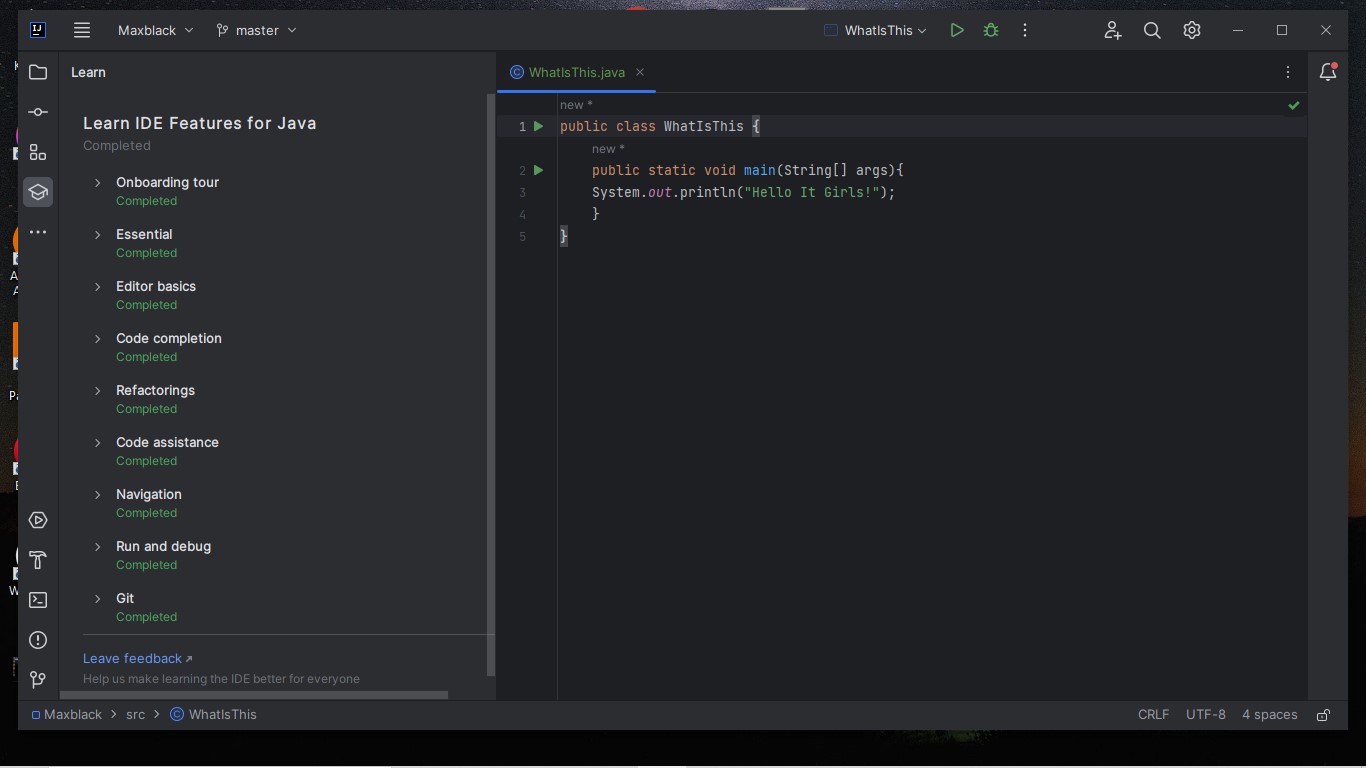 IJ
Maxblack
master
WhatIsThis
Learn
WhatIsThis.java
Learn IDE Features for Java
Completed
Onboarding tour
Completed
Essential
Completed
Editor basics
Completed
Code completion
Completed
Refactorings
Completed
Code assistance
Completed
Navigation
Completed
Run and debug
Completed
Git
Completed
Leave feedback
Help us make learning the IDE better for everyone
new *
1 public class WhatIsThis {
new *
2 public static void main(String[] args){
3 System.out.println("Hello It Girls!");
4 }
5 }
Maxblack > src > WhatIsThis
CRLF UTF-8 4 spaces